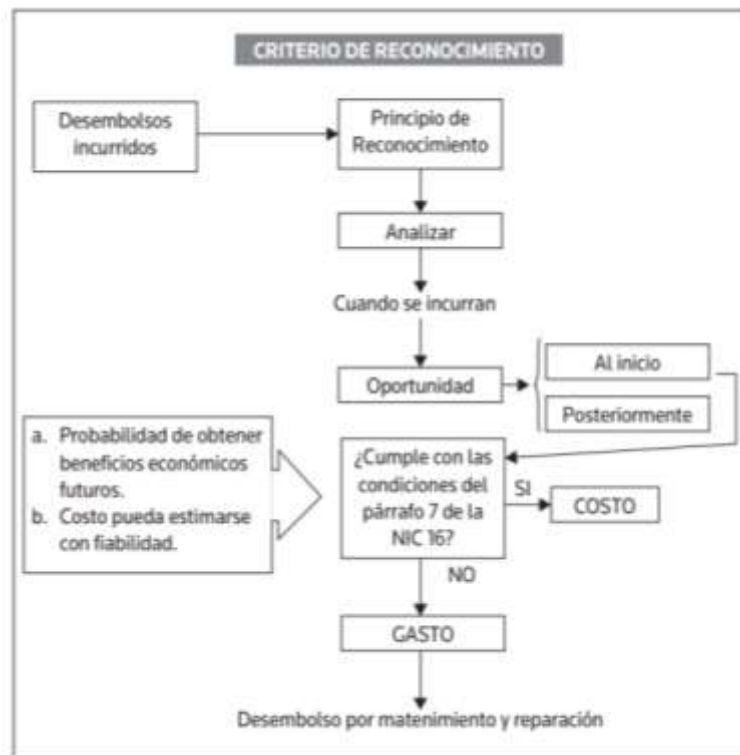 CRITERIO DE RECONOCIMIENTO
Desembolsos
incurridos
Principio de
Reconocimiento
Analizar
Cuando se incurran
Oportunidad
Al inicio
Posteriormente
a. Probabilidad de obtener
beneficios económicos
futuros.
b. Costo pueda estimarse
con fiabilidad.
¿Cumple con las
condiciones del
párrafo 7 de la
NIC 16?
SI
COSTO
NO
GASTO
Desembolso por matenimiento y reparación